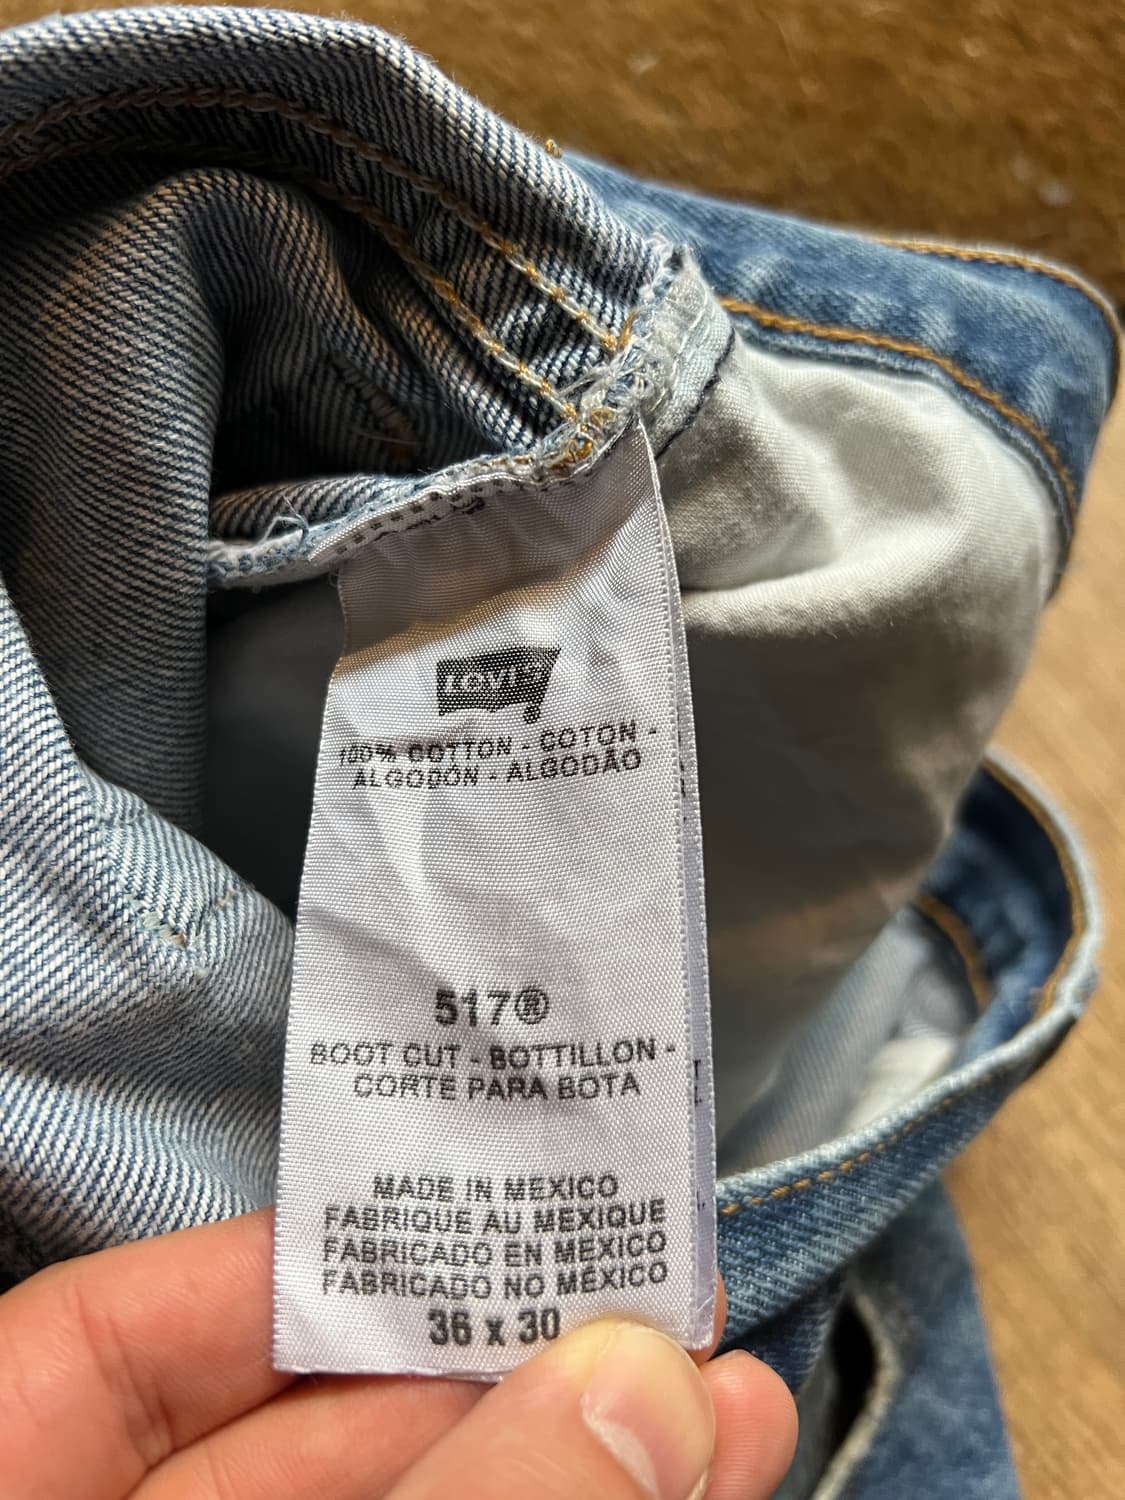 LEVI'S
100% COTTON - COTON -
ALGODÓN - ALGODÃO
517®
BOOT CUT - BOTTILLON -
CORTE PARA BOTA
MADE IN MEXICO
FABRIQUE AU MEXIQUE
FABRICADO EN MEXICO
FABRICADO NO MÉXICO
36 x 30